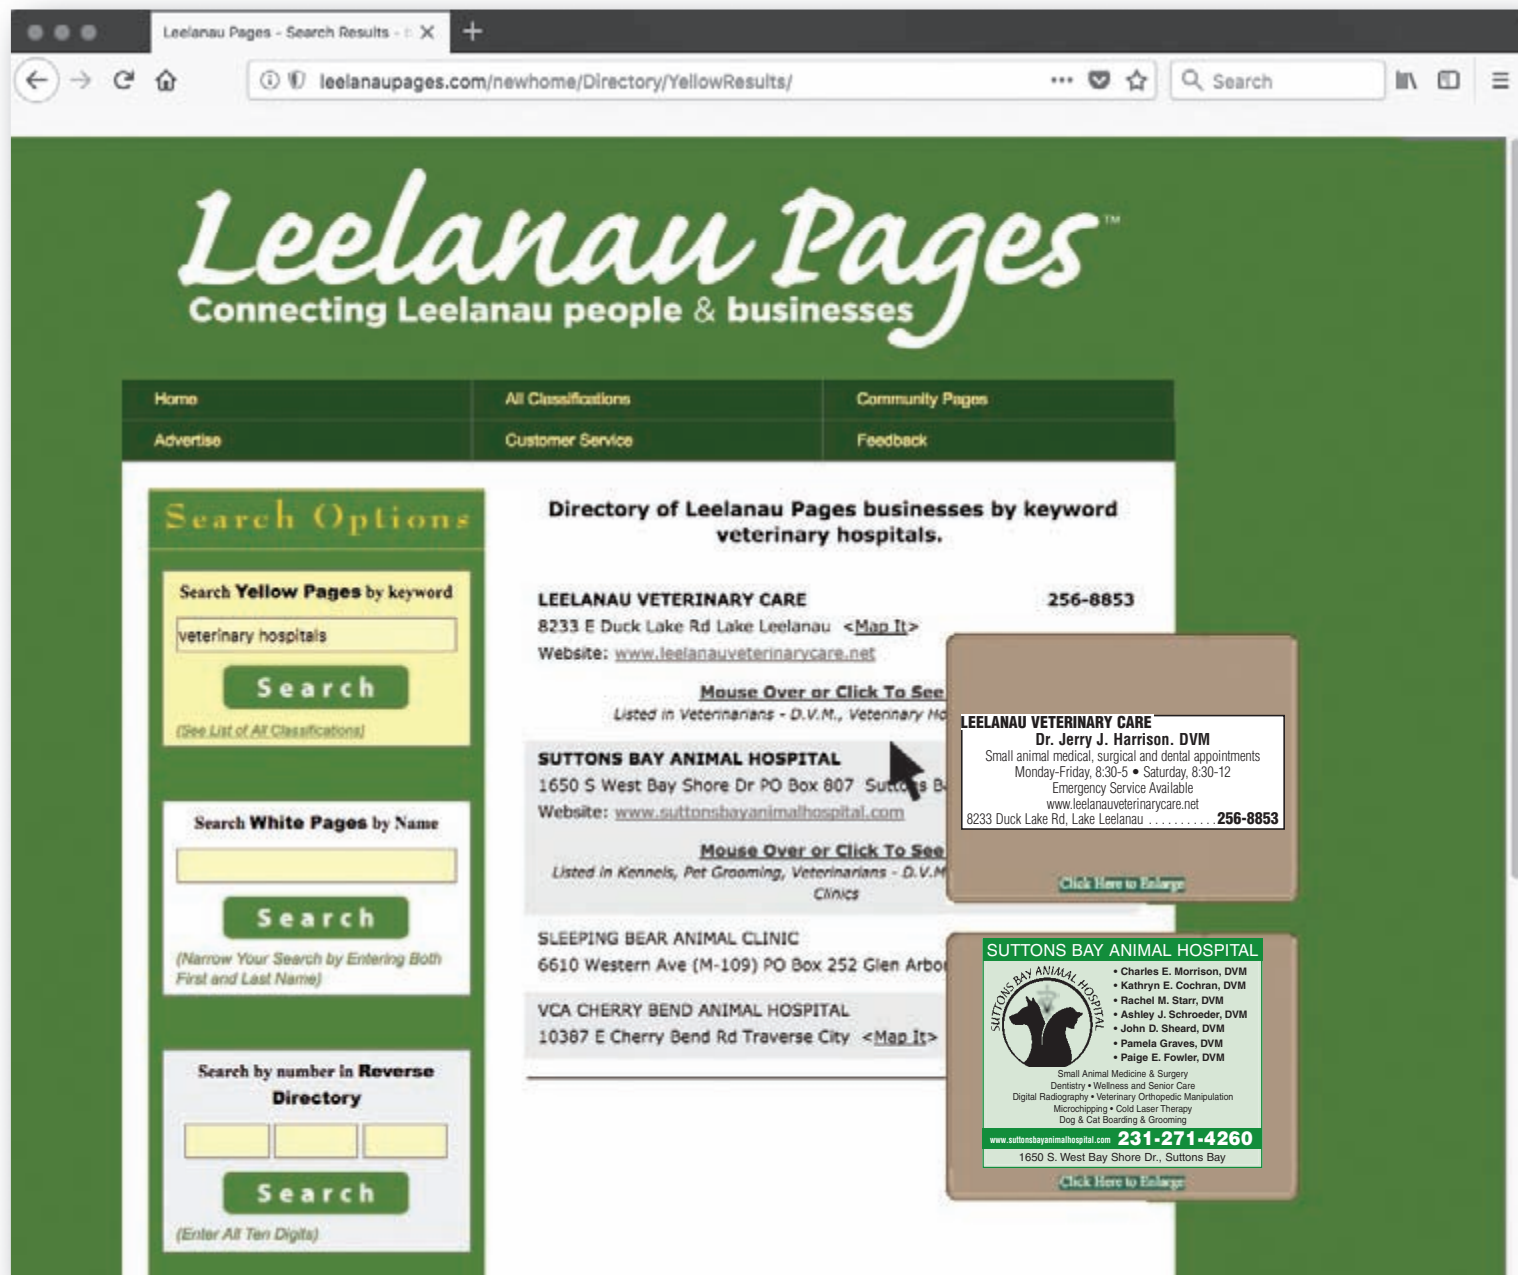 Leelanau Pages - Search Results -
leelanaupages.com/newhome/Directory/YellowResults/
Search
Leelanau Pages™
Connecting Leelanau people & businesses
Home
All Classifications
Community Pages
Advertise
Customer Service
Feedback
Search Options
Search Yellow Pages by keyword
veterinary hospitals
Search
(See List of All Classifications)
Search White Pages by Name
Search
(Narrow Your Search by Entering Both
First and Last Name)
Search by number in Reverse
Directory
Search
(Enter All Ten Digits)
Directory of Leelanau Pages businesses by keyword
veterinary hospitals.
LEELANAU VETERINARY CARE 256-8853
8233 E Duck Lake Rd Lake Leelanau <Map It>
Website: www.leelanauveterinarycare.net
Mouse Over or Click To See
Listed in Veterinarians - D.V.M., Veterinary
SUTTONS BAY ANIMAL HOSPITAL
1650 S West Bay Shore Dr PO Box 807 Suttons
Website: www.suttonsbayanimalhospital.com
Mouse Over or Click To See
Listed in Kennels, Pet Grooming, Veterinarians - D.V.M
Clinics
SLEEPING BEAR ANIMAL CLINIC
6610 Western Ave (M-109) PO Box 252 Glen
VCA CHERRY BEND ANIMAL HOSPITAL
10387 E Cherry Bend Rd Traverse City <Map It>
LEELANAU VETERINARY CARE
Dr. Jerry J. Harrison. DVM
Small animal medical, surgical and dental appointments
Monday-Friday, 8:30-5 • Saturday, 8:30-12
Emergency Service Available
www.leelanauveterinarycare.net
8233 Duck Lake Rd, Lake Leelanau . . . . . . . . . . . 256-8853
Click Here to Enlarge
SUTTONS BAY ANIMAL HOSPITAL
SUTTONS BAY ANIMAL HOSPITAL
• Charles E. Morrison, DVM
• Kathryn E. Cochran, DVM
• Rachel M. Starr, DVM
• Ashley J. Schroeder, DVM
• John D. Sheard, DVM
• Pamela Graves, DVM
• Paige E. Fowler, DVM
Small Animal Medicine & Surgery
Dentistry • Wellness and Senior Care
Digital Radiography • Veterinary Orthopedic Manipulation
Microchipping • Cold Laser Therapy
Dog & Cat Boarding & Grooming
www.suttonsbayanimalhospital.com 231-271-4260
1650 S. West Bay Shore Dr., Suttons Bay
Click Here to Enlarge